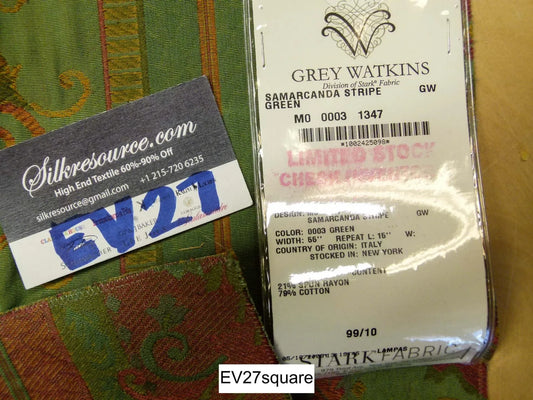 Silkresource.com
High End Textile 60%-90% Off
silkresource@gmail.com +1 215-720 6235
EV27
GREY WATKINS
Division of Stark® Fabric
SAMARCANDA STRIPE GW
GREEN
M0 0003 1347
*1002425098*
LIMITED STOCK
DESIGN:
SAMARCANDA STRIPE GW
COLOR: 0003 GREEN
WIDTH: 55" REPEAT L: 15" W:
COUNTRY OF ORIGIN: ITALY
STOCKED IN: NEW YORK
CONTENT
21% SPUN RAYON
79% COTTON
99/10
LAMPAS
STARK FABRIC
EV27square